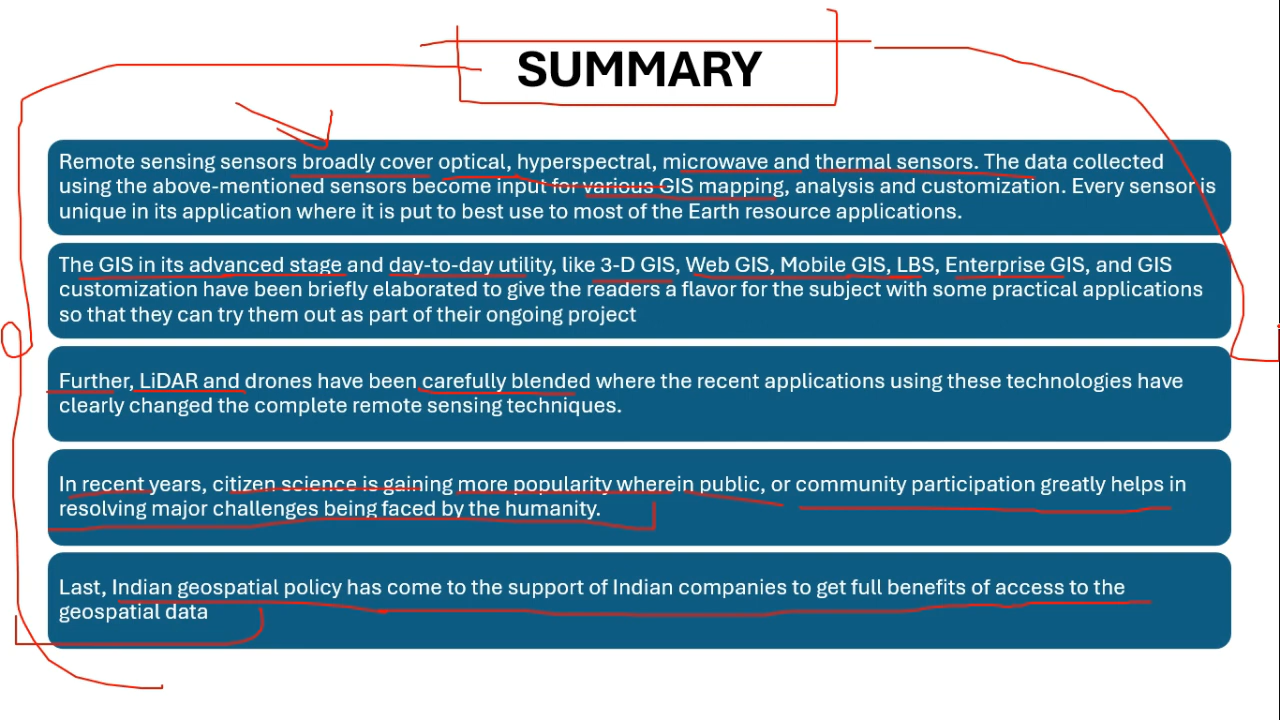 SUMMARY
Remote sensing sensors broadly cover optical, hyperspectral, microwave and thermal sensors. The data collected
using the above-mentioned sensors become input for various GIS mapping, analysis and customization. Every sensor is
unique in its application where it is put to best use to most of the Earth resource applications.
The GIS in its advanced stage and day-to-day utility, like 3-D GIS, Web GIS, Mobile GIS, LBS, Enterprise GIS, and GIS
customization have been briefly elaborated to give the readers a flavor for the subject with some practical applications
so that they can try them out as part of their ongoing project
Further, LiDAR and drones have been carefully blended where the recent applications using these technologies have
clearly changed the complete remote sensing techniques.
In recent years, citizen science is gaining more popularity wherein public, or community participation greatly helps in
resolving major challenges being faced by the humanity.
Last, Indian geospatial policy has come to the support of Indian companies to get full benefits of access to the
geospatial data